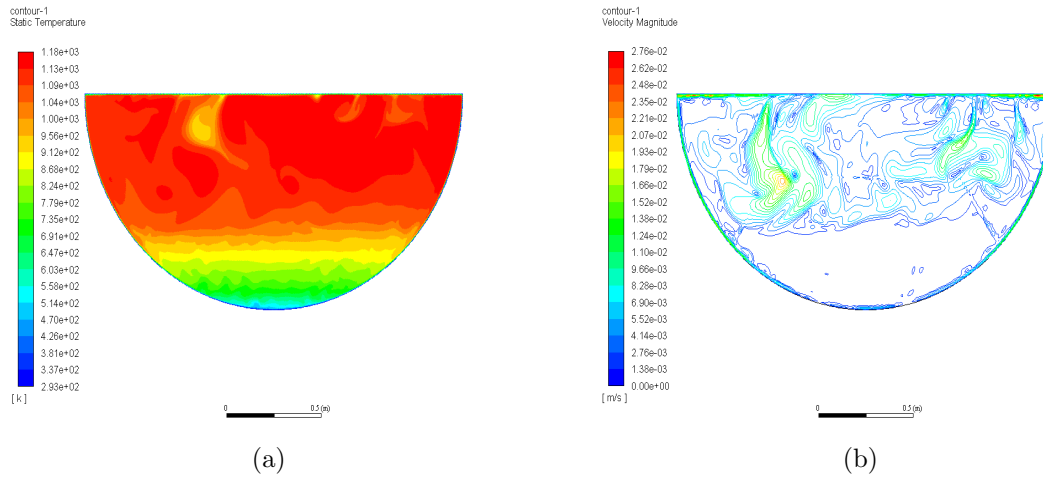 contour-1
Static Temperature
1.18e+03
1.13e+03
1.09e+03
1.04e+03
1.00e+03
9.56e+02
9.12e+02
8.68e+02
8.24e+02
7.79e+02
7.35e+02
6.91e+02
6.47e+02
6.03e+02
5.58e+02
5.14e+02
4.70e+02
4.26e+02
3.81e+02
3.37e+02
2.93e+02
[ k ]
0 0.5 (m)
(a)
contour-1
Velocity Magnitude
2.76e-02
2.62e-02
2.48e-02
2.35e-02
2.21e-02
2.07e-02
1.93e-02
1.79e-02
1.66e-02
1.52e-02
1.38e-02
1.24e-02
1.10e-02
9.66e-03
8.28e-03
6.90e-03
5.52e-03
4.14e-03
2.76e-03
1.38e-03
0.00e+00
[ m/s ]
0 0.5 (m)
(b)